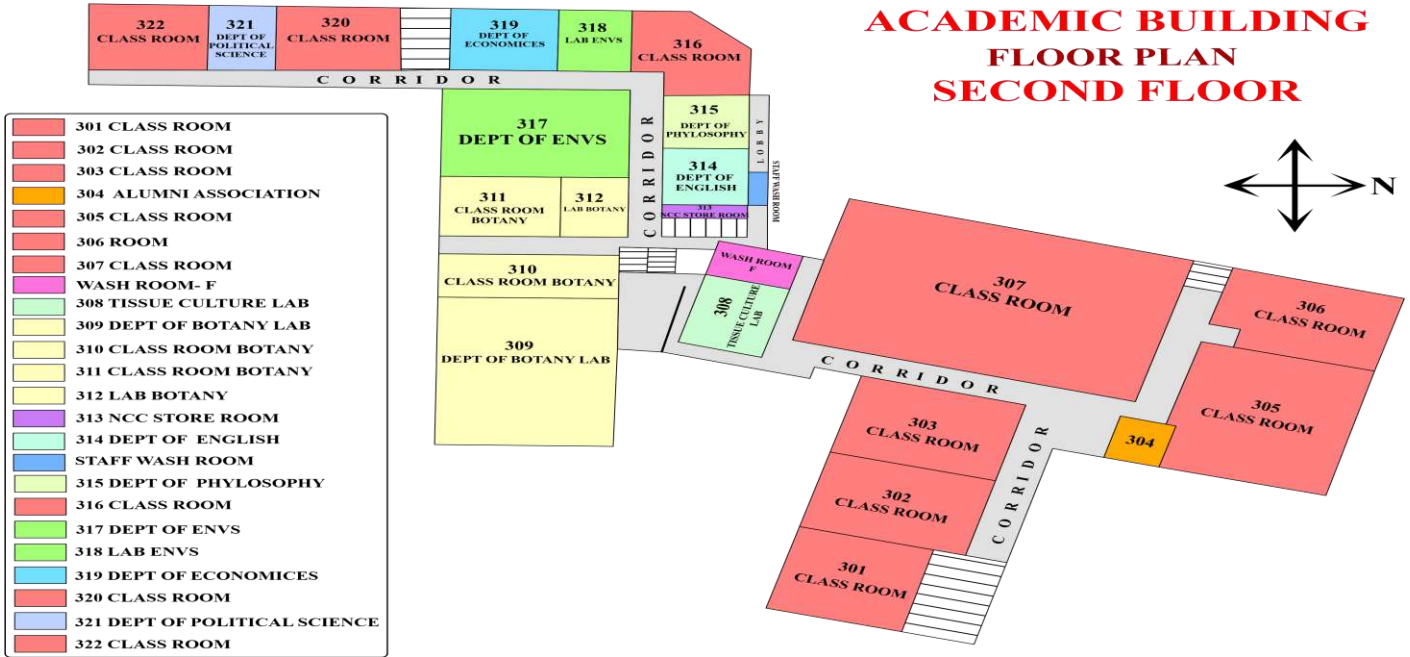 ACADEMIC BUILDING
FLOOR PLAN
SECOND FLOOR
N
322
CLASS ROOM
321
DEPT OF
POLITICAL
SCIENCE
320
CLASS ROOM
319
DEPT OF
ECONOMICES
318
LAB ENVS
316
CLASS ROOM
CORRIDOR
317
DEPT OF ENVS
CORRIDOR
CORRIDOR
315
DEPT OF
PHYLOSOPHY
LOBBY
314
DEPT OF
ENGLISH
STAFF WASH ROOM
313
NCC STORE ROOM
311
CLASS ROOM
BOTANY
312
LAB BOTANY
310
CLASS ROOM BOTANY
309
DEPT OF BOTANY LAB
WASH ROOM
F
308
TISSUE CULTURE
LAB
307
CLASS ROOM
306
CLASS ROOM
305
CLASS ROOM
304
CORRIDOR
CORRIDOR
303
CLASS ROOM
302
CLASS ROOM
301
CLASS ROOM
301 CLASS ROOM
302 CLASS ROOM
303 CLASS ROOM
304 ALUMNI ASSOCIATION
305 CLASS ROOM
306 ROOM
307 CLASS ROOM
WASH ROOM- F
308 TISSUE CULTURE LAB
309 DEPT OF BOTANY LAB
310 CLASS ROOM BOTANY
311 CLASS ROOM BOTANY
312 LAB BOTANY
313 NCC STORE ROOM
314 DEPT OF ENGLISH
STAFF WASH ROOM
315 DEPT OF PHYLOSOPHY
316 CLASS ROOM
317 DEPT OF ENVS
318 LAB ENVS
319 DEPT OF ECONOMICES
320 CLASS ROOM
321 DEPT OF POLITICAL SCIENCE
322 CLASS ROOM